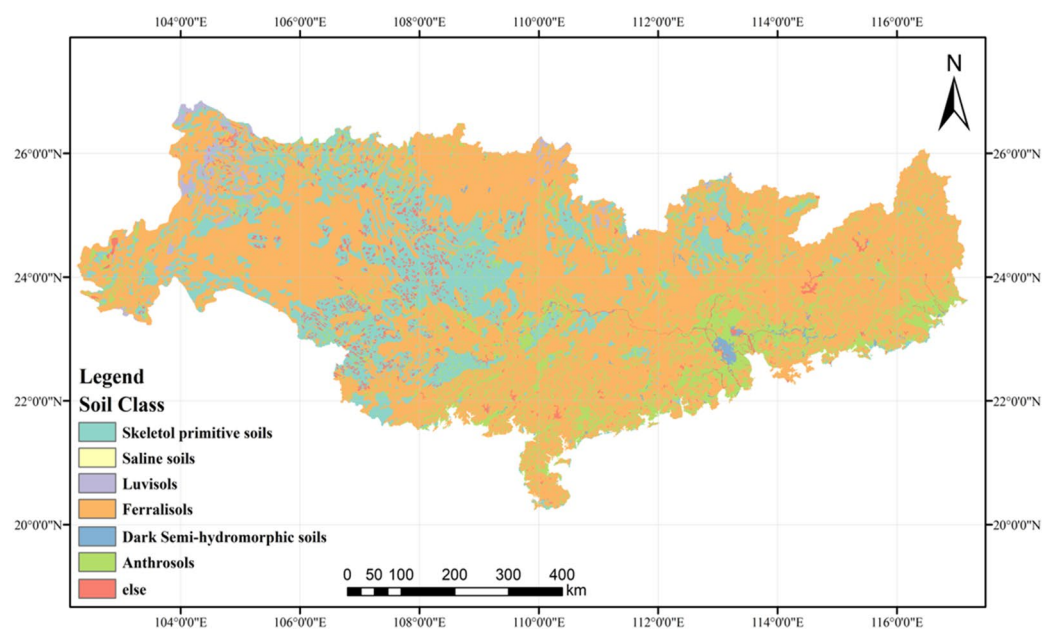 104°0'0"E 106°0'0"E 108°0'0"E 110°0'0"E 112°0'0"E 114°0'0"E 116°0'0"E
N
26°0'0"N 26°0'0"N
24°0'0"N 24°0'0"N
22°0'0"N 22°0'0"N
20°0'0"N 20°0'0"N
Legend
Soil Class
Skeletol primitive soils
Saline soils
Luvisols
Ferralisols
Dark Semi-hydromorphic soils
Anthrosols
else
0 50 100 200 300 400
km
104°0'0"E 106°0'0"E 108°0'0"E 110°0'0"E 112°0'0"E 114°0'0"E 116°0'0"E